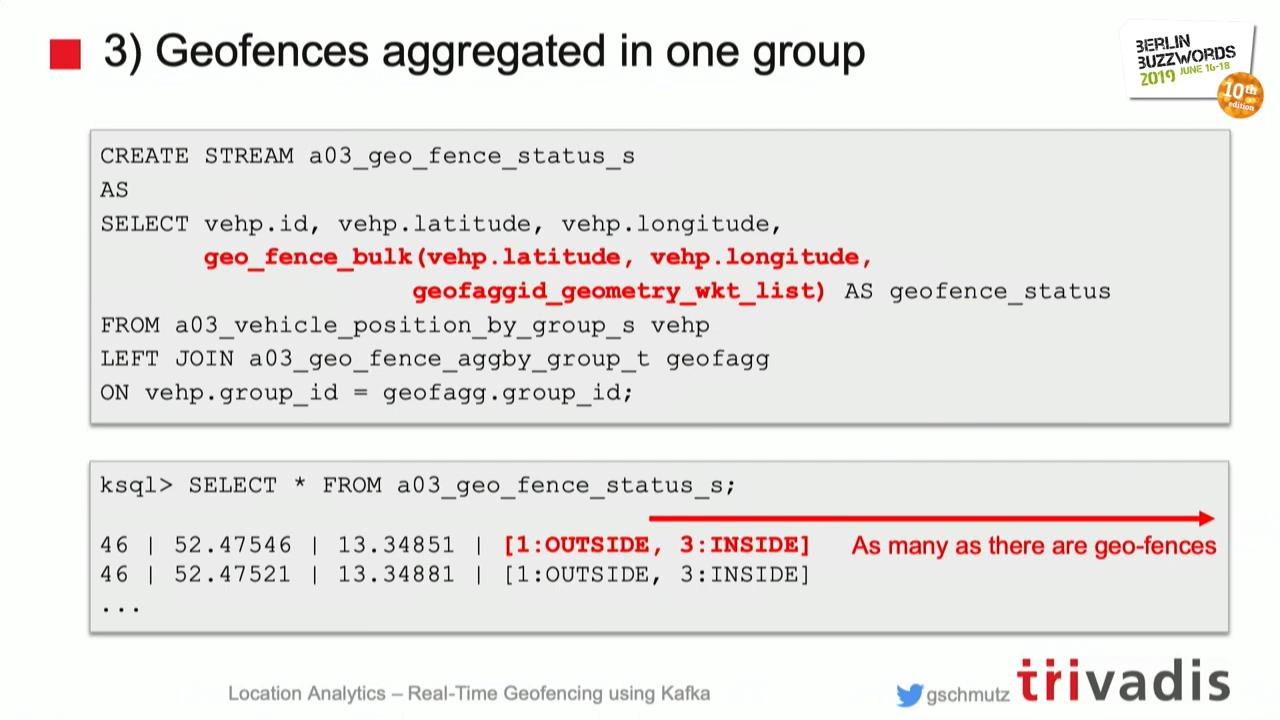 3) Geofences aggregated in one group
BERLIN
BUZZWORDS
2019 JUNE 16-18
10th
edition
CREATE STREAM a03_geo_fence_status_s
AS
SELECT vehp.id, vehp.latitude, vehp.longitude,
geo_fence_bulk(vehp.latitude, vehp.longitude,
geofaggid_geometry_wkt_list) AS geofence_status
FROM a03_vehicle_position_by_group_s vehp
LEFT JOIN a03_geo_fence_aggby_group_t geofagg
ON vehp.group_id = geofagg.group_id;
ksql> SELECT * FROM a03_geo_fence_status_s;
46 | 52.47546 | 13.34851 | [1:OUTSIDE, 3:INSIDE] As many as there are geo-fences
46 | 52.47521 | 13.34881 | [1:OUTSIDE, 3:INSIDE]
...
Location Analytics – Real-Time Geofencing using Kafka
gschmutz
trivadis